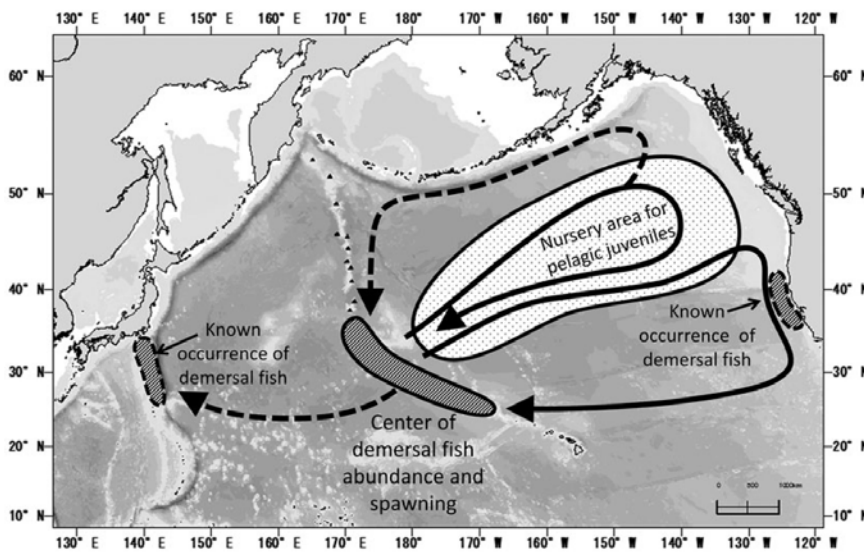 130° E 140° E 150° E 160° E 170° E 180° 170° W 160° W 150° W 140° W 130° W 120° W
60° N 60° N
50° N 50° N
Nursery area for
pelagic juveniles
40° N 40° N
Known
occurrence of
demersal fish
Known
occurrence of
demersal fish
30° N 30° N
Center of
demersal fish
abundance and
spawning
20° N 20° N
0 500 1000km
10° N 10° N
130° E 140° E 150° E 160° E 170° E 180° 170° W 160° W 150° W 140° W 130° W 120° W